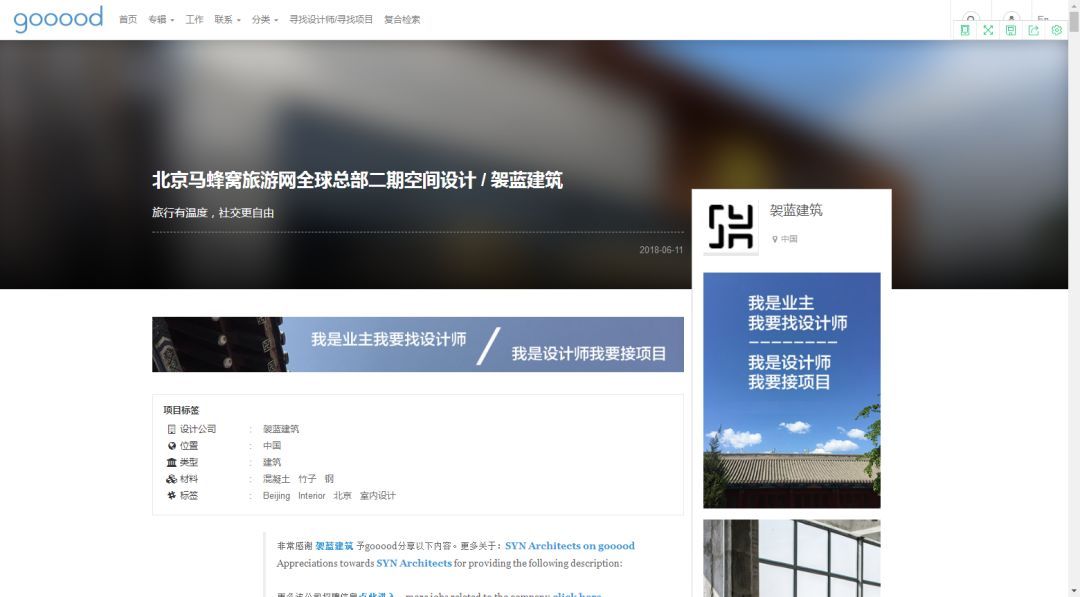 gooood
首页 专辑 工作 联系 分类 寻找设计师/寻找项目 复合检索
北京马蜂窝旅游网全球总部二期空间设计 / 袈蓝建筑
旅行有温度，社交更自由
2018-06-11
袈蓝建筑
中国
我是业主
我要找设计师
我是设计师
我要接项目
我是业主我要找设计师 / 我是设计师我要接项目
项目标签
设计公司 : 袈蓝建筑
位置 : 中国
类型 : 建筑
材料 : 混凝土 竹子 钢
标签 : Beijing Interior 北京 室内设计
非常感谢 袈蓝建筑 予gooood分享以下内容。更多关于：SYN Architects on gooood
Appreciations towards SYN Architects for providing the following description: